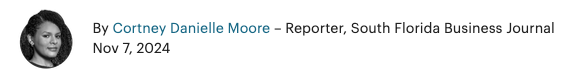 By Cortney Danielle Moore – Reporter, South Florida Business Journal
Nov 7, 2024